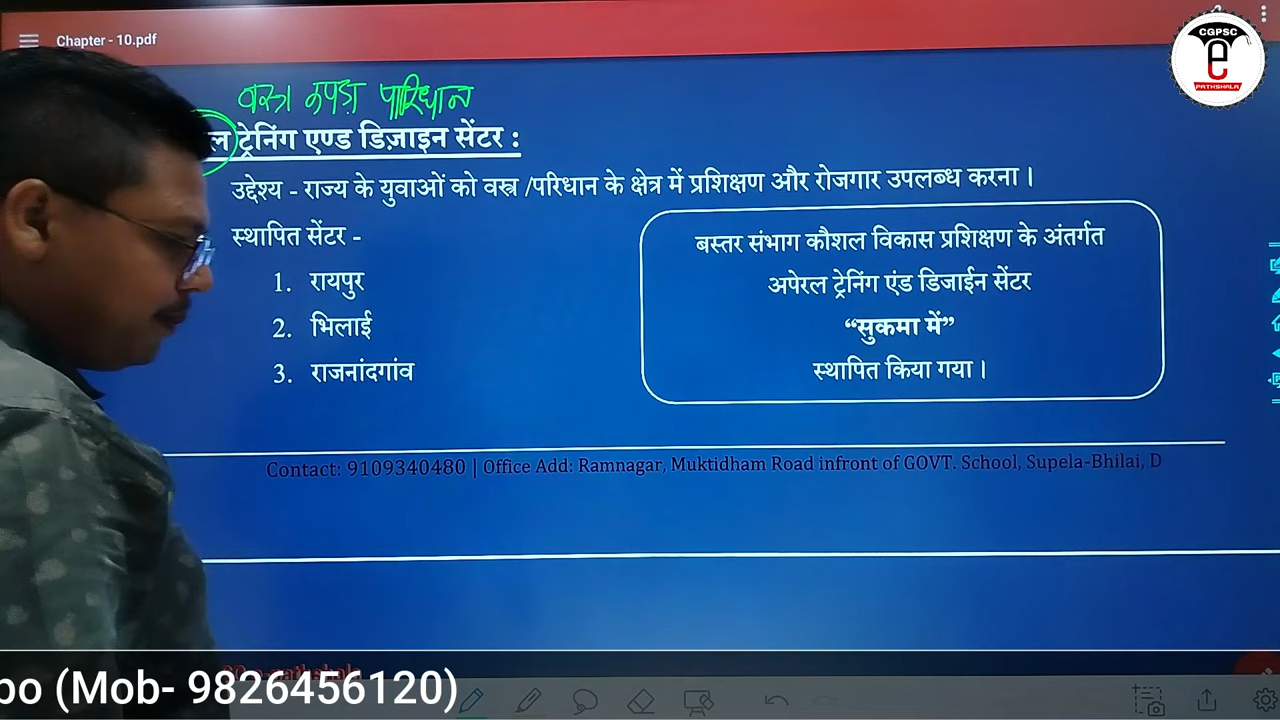 Chapter - 10.pdf
CGPSC
e
PATHSHALA
वस्त्र कपड़ा परिधान
ल ट्रेनिंग एण्ड डिज़ाइन सेंटर :
उद्देश्य - राज्य के युवाओं को वस्त्र /परिधान के क्षेत्र में प्रशिक्षण और रोजगार उपलब्ध करना।
स्थापित सेंटर -
1. रायपुर
2. भिलाई
3. राजनांदगांव
बस्तर संभाग कौशल विकास प्रशिक्षण के अंतर्गत
अपेरल ट्रेनिंग एंड डिजाईन सेंटर
“सुकमा में”
स्थापित किया गया।
Contact: 9109340480 | Office Add: Ramnagar, Muktidham Road infront of GOVT. School, Supela-Bhilai, D
oo (Mob- 9826456120)